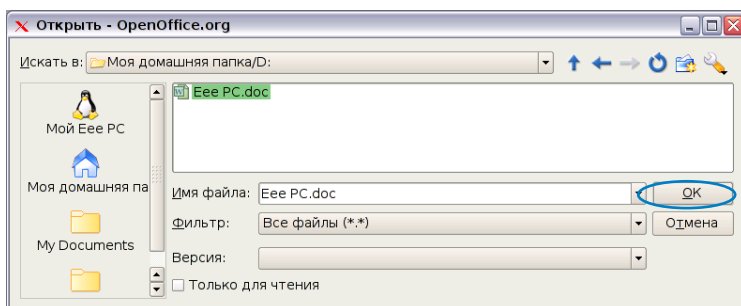 Открыть - OpenOffice.org
Искать в: Моя домашняя папка/D:
Eee PC.doc
Мой Eee PC
Моя домашняя па
My Documents
Имя файла: Eee PC.doc OK
Фильтр: Все файлы (*.*) Отмена
Версия:
Только для чтения